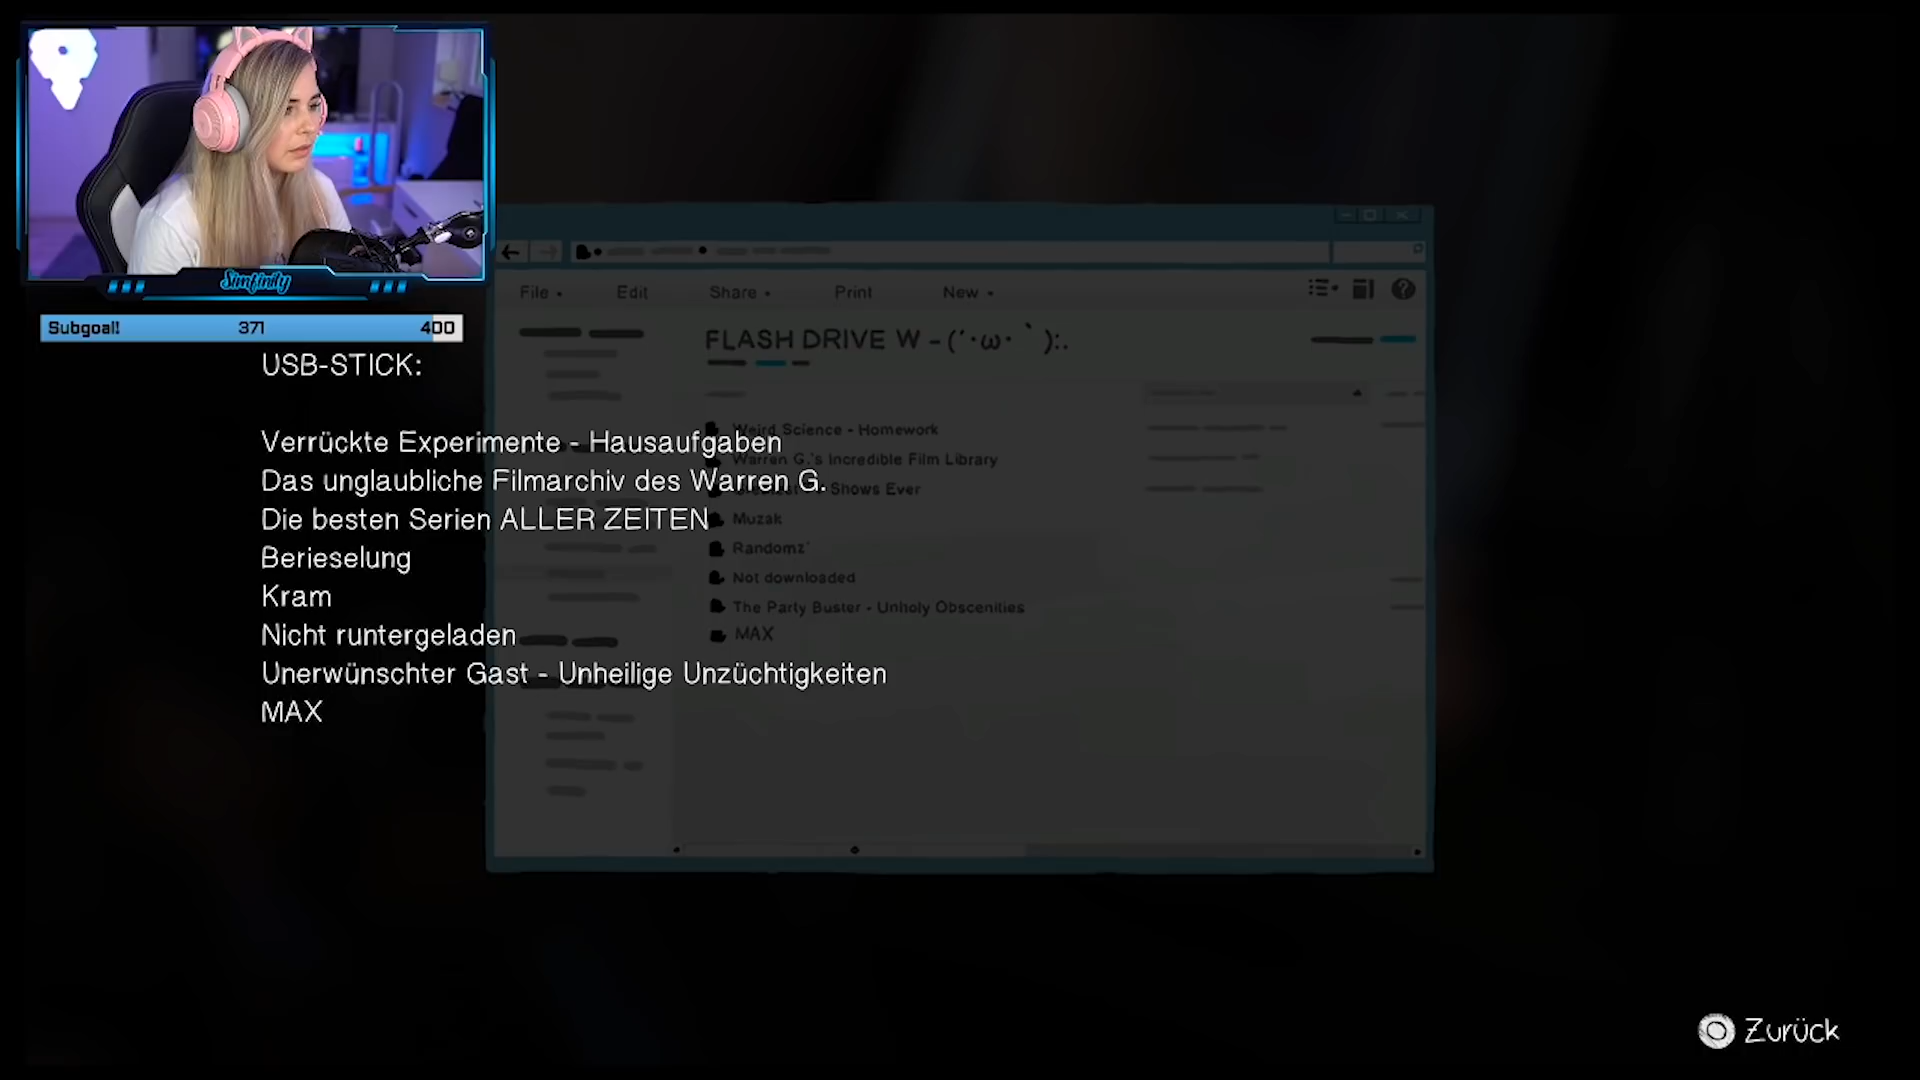 Simfinity
Subgoal! 371 400
USB-STICK:
Verrückte Experimente - Hausaufgaben
Das unglaubliche Filmarchiv des Warren G.
Die besten Serien ALLER ZEITEN
Berieselung
Kram
Nicht runtergeladen
Unerwünschter Gast - Unheilige Unzüchtigkeiten
MAX
File Edit Share Print New
FLASH DRIVE W - (´･ω･`):.
Weird Science - Homework
Warren G.'s Incredible Film Library
Shows Ever
Muzak
Randomz'
Not downloaded
The Party Buster - Unholy Obscenities
MAX
Zurück